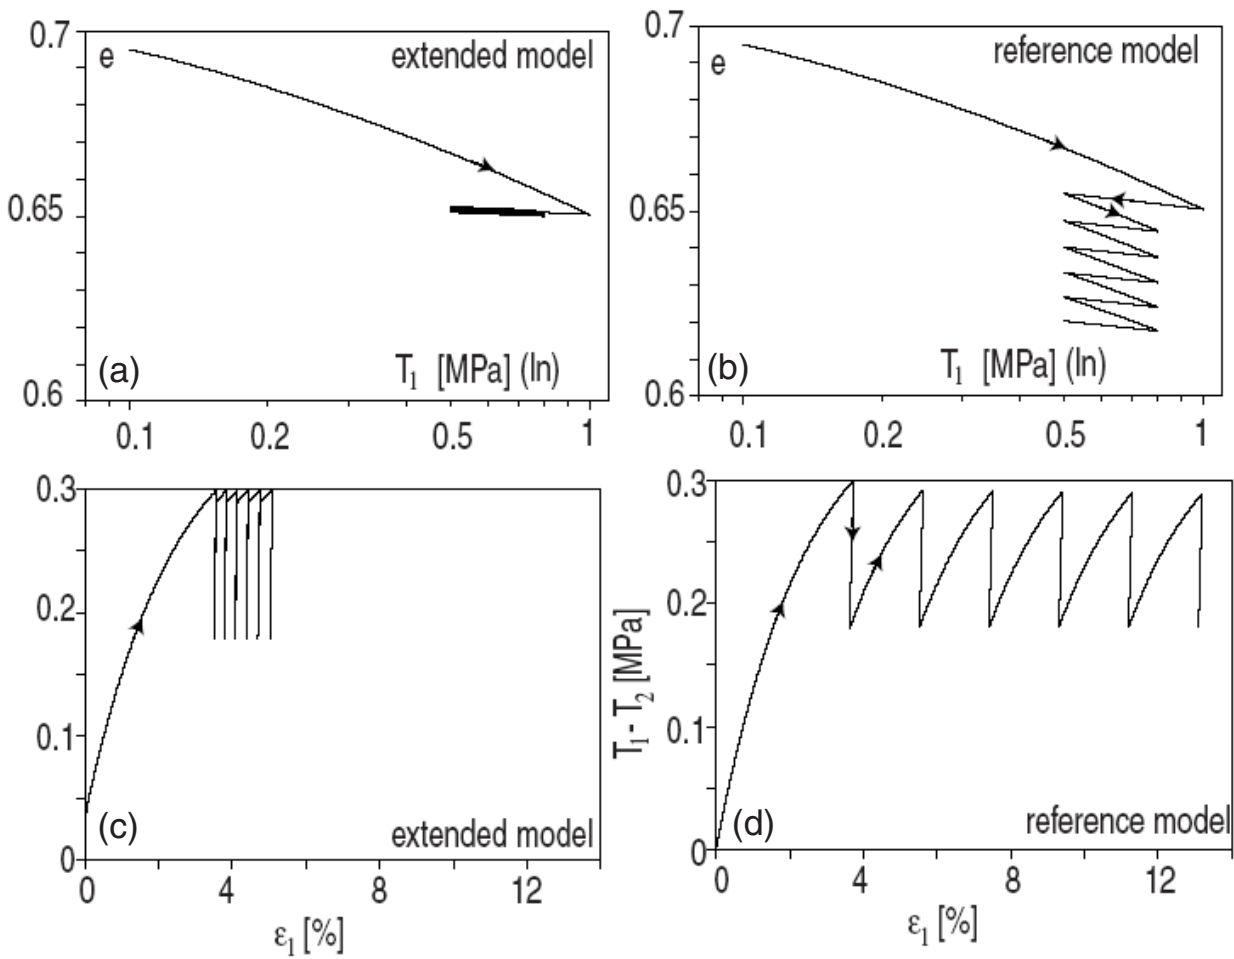 0.7
e
extended model
0.65
(a)
T₁ [MPa] (ln)
0.6
0.1 0.2 0.5 1
0.7
e
reference model
0.65
(b)
T₁ [MPa] (ln)
0.6
0.1 0.2 0.5 1
0.3
0.2
0.1
(c)
extended model
0
0 4 8 12
ε₁ [%]
0.3
0.2
T₁- T₂ [MPa]
0.1
(d)
reference model
0
0 4 8 12
ε₁ [%]